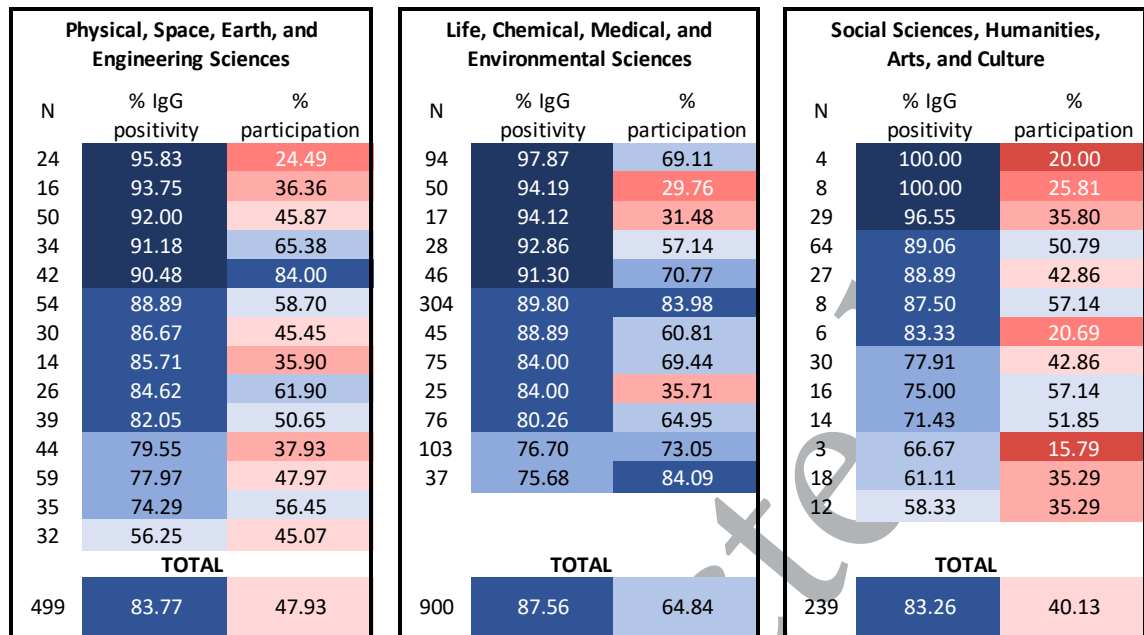 Physical, Space, Earth, and
Engineering Sciences
N % IgG positivity % participation
24 95.83 24.49
16 93.75 36.36
50 92.00 45.87
34 91.18 65.38
42 90.48 84.00
54 88.89 58.70
30 86.67 45.45
14 85.71 35.90
26 84.62 61.90
39 82.05 50.65
44 79.55 37.93
59 77.97 47.97
35 74.29 56.45
32 56.25 45.07
TOTAL
499 83.77 47.93
Life, Chemical, Medical, and
Environmental Sciences
N % IgG positivity % participation
94 97.87 69.11
50 94.19 29.76
17 94.12 31.48
28 92.86 57.14
46 91.30 70.77
304 89.80 83.98
45 88.89 60.81
75 84.00 69.44
25 84.00 35.71
76 80.26 64.95
103 76.70 73.05
37 75.68 84.09
TOTAL
900 87.56 64.84
Social Sciences, Humanities,
Arts, and Culture
N % IgG positivity % participation
4 100.00 20.00
8 100.00 25.81
29 96.55 35.80
64 89.06 50.79
27 88.89 42.86
8 87.50 57.14
6 83.33 20.69
30 77.91 42.86
16 75.00 57.14
14 71.43 51.85
3 66.67 15.79
18 61.11 35.29
12 58.33 35.29
TOTAL
239 83.26 40.13